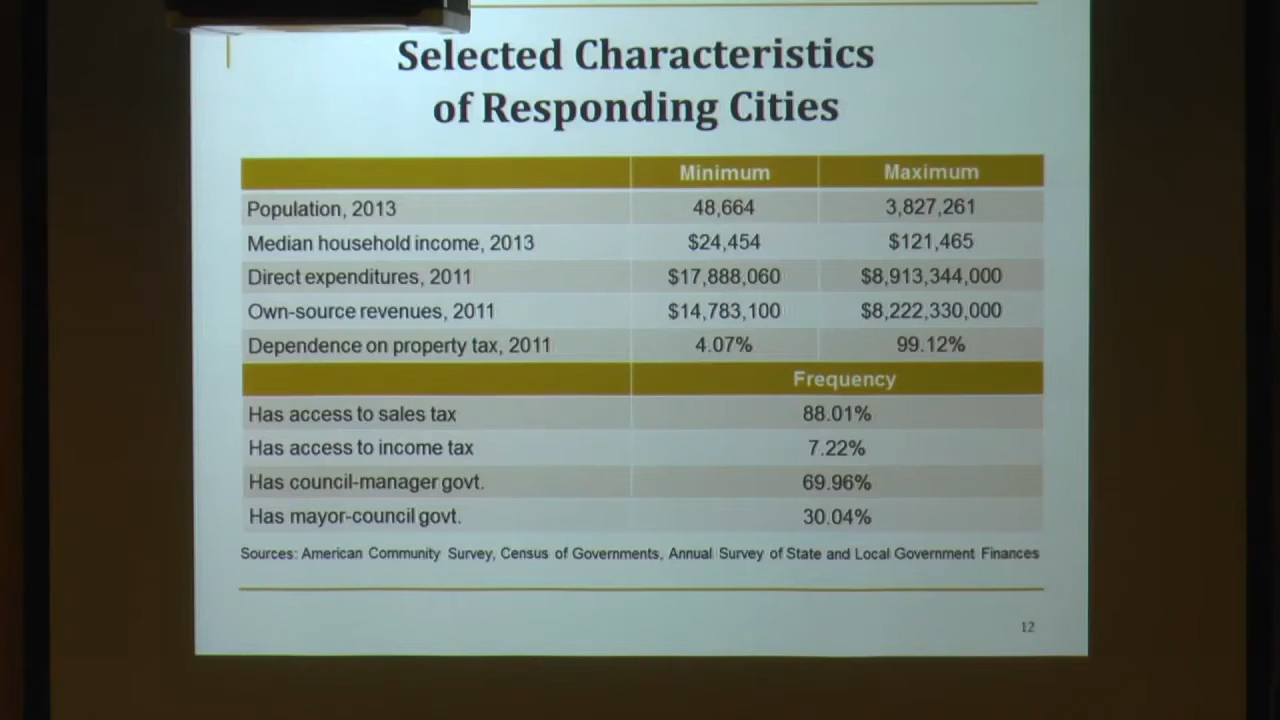 Selected Characteristics
of Responding Cities
Minimum Maximum
Population, 2013 48,664 3,827,261
Median household income, 2013 $24,454 $121,465
Direct expenditures, 2011 $17,888,060 $8,913,344,000
Own-source revenues, 2011 $14,783,100 $8,222,330,000
Dependence on property tax, 2011 4.07% 99.12%
Frequency
Has access to sales tax 88.01%
Has access to income tax 7.22%
Has council-manager govt. 69.96%
Has mayor-council govt. 30.04%
Sources: American Community Survey, Census of Governments, Annual Survey of State and Local Government Finances
12